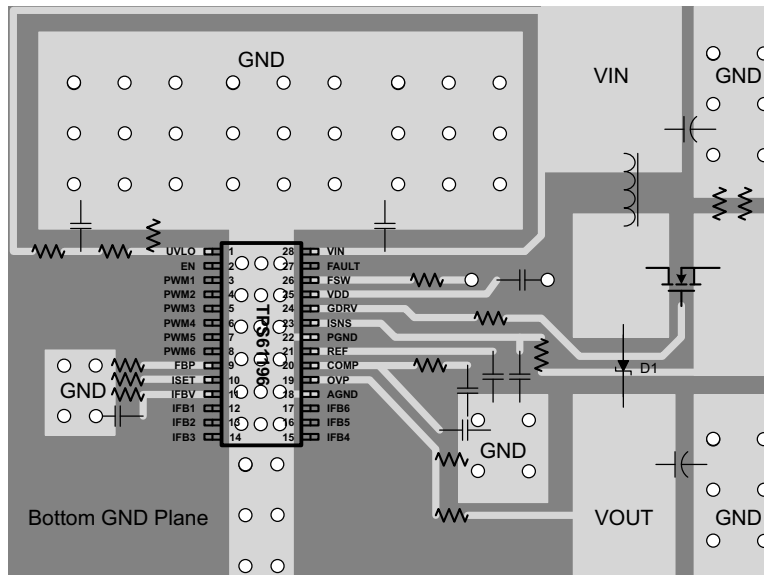 GND
VIN
GND
UVLO 1 28 VIN
EN 2 27 FAULT
PWM1 3 26 FSW
PWM2 4 25 VDD
PWM3 5 24 GDRV
PWM4 6 23 ISNS
PWM5 7 22 PGND
PWM6 8 21 REF
FBP 9 20 COMP
ISET 10 19 OVP
IFBV 11 18 AGND
IFB1 12 17 IFB6
IFB2 13 16 IFB5
IFB3 14 15 IFB4
TPS61196
D1
GND
GND
Bottom GND Plane
VOUT
GND